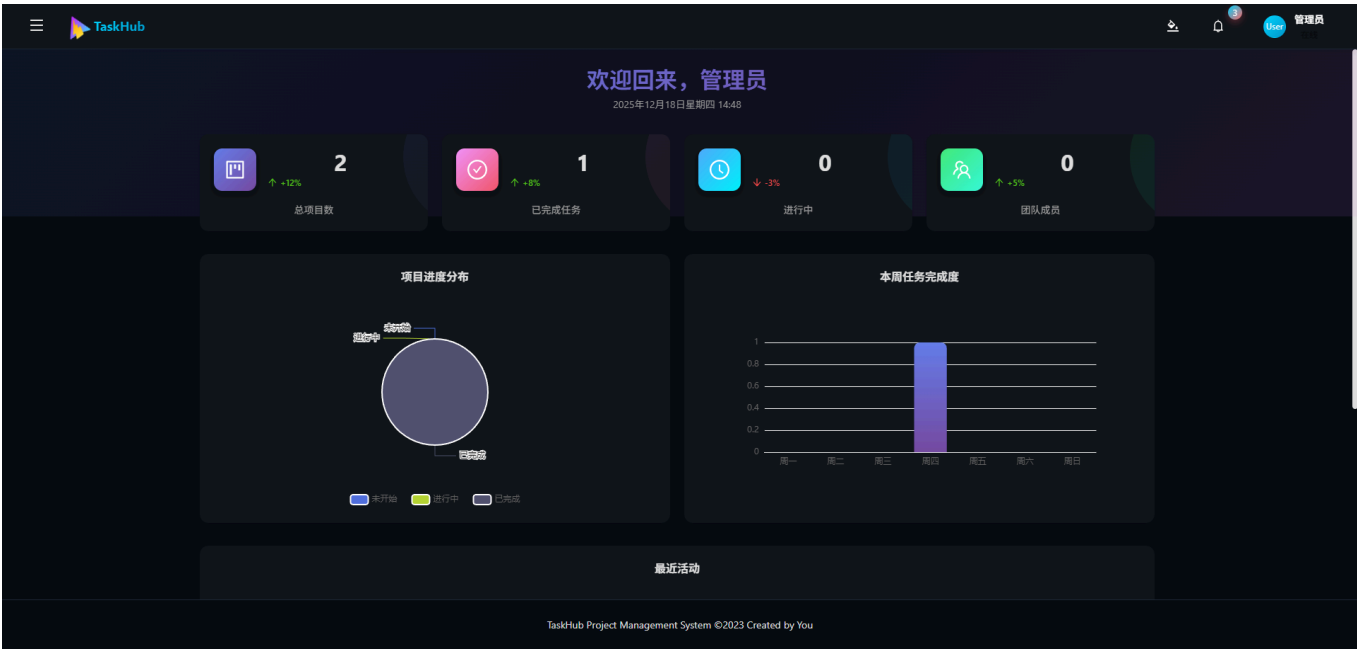 TaskHub
3
User
管理员
欢迎回来，管理员
2025年12月18日星期四 14:48
2
+12%
总项目数
1
+8%
已完成任务
0
-3%
进行中
0
+5%
团队成员
项目进度分布
未开始
进行中
已完成
未开始
进行中
已完成
本周任务完成度
1
0.8
0.6
0.4
0.2
0
周一
周二
周三
周四
周五
周六
周日
最近活动
TaskHub Project Management System ©2023 Created by You